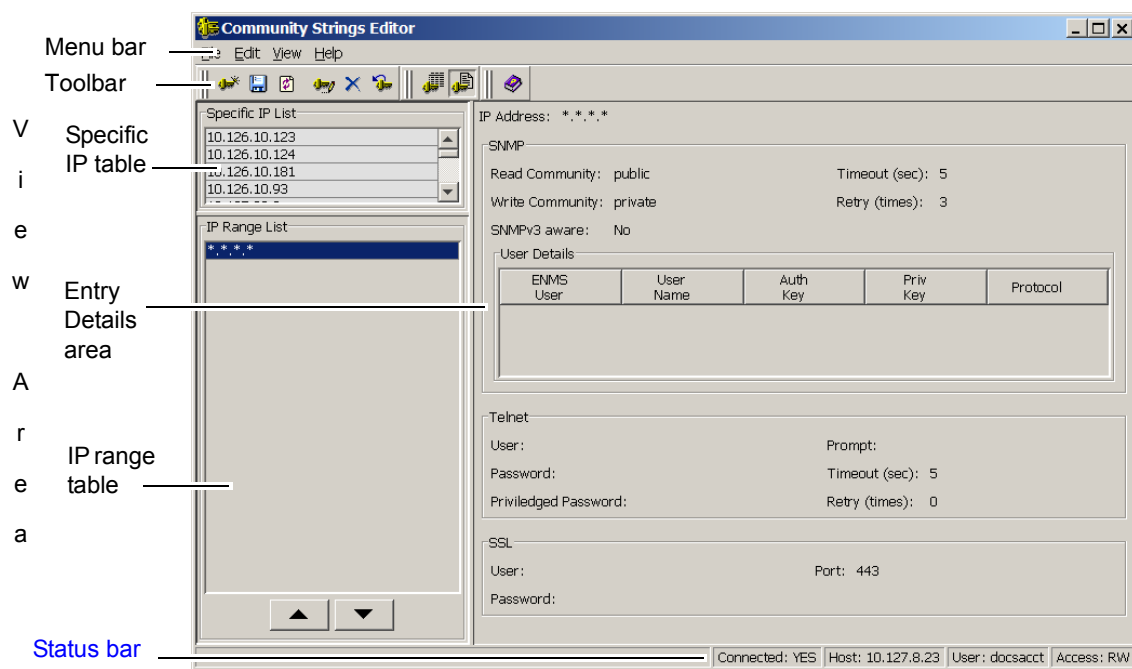 Community Strings Editor
Menu bar
File Edit View Help
Toolbar
View Area
Specific IP table
Specific IP List
10.126.10.123
10.126.10.124
10.126.10.181
10.126.10.93
IP Range List
*.*.*.*
Entry Details area
IP range table
IP Address: *.*.*.*
SNMP
Read Community: public Timeout (sec): 5
Write Community: private Retry (times): 3
SNMPv3 aware: No
User Details
ENMS User User Name Auth Key Priv Key Protocol
Telnet
User: Prompt:
Password: Timeout (sec): 5
Priviledged Password: Retry (times): 0
SSL
User: Port: 443
Password:
Status bar
Connected: YES Host: 10.127.8.23 User: docsacct Access: RW